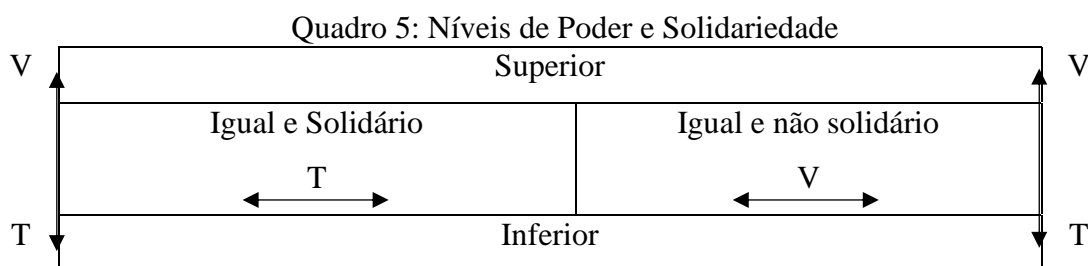 Quadro 5: Níveis de Poder e Solidariedade
V Superior V
Igual e Solidário Igual e não solidário
T V
T Inferior T